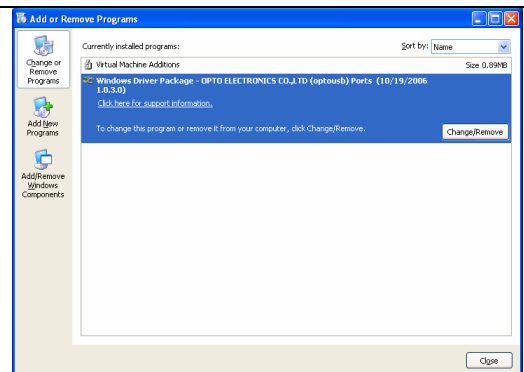 Add or Remove Programs
Change or
Remove
Programs
Currently installed programs:
Sort by: Name
Virtual Machine Additions
Size 0.89MB
Windows Driver Package - OPTO ELECTRONICS CO.,LTD (optousb) Ports (10/19/2006
1.0.3.0)
Click here for support information.
To change this program or remove it from your computer, click Change/Remove.
Change/Remove
Add New
Programs
Add/Remove
Windows
Components
Close